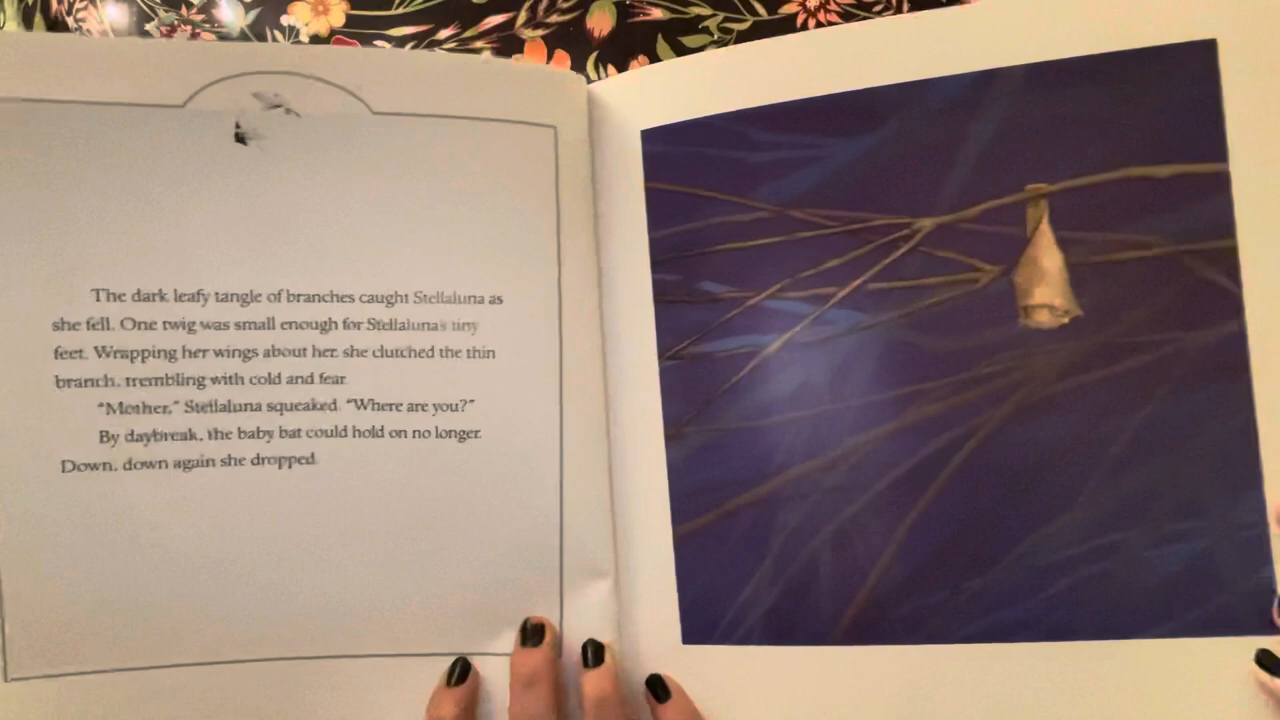 The dark leafy tangle of branches caught Stellaluna as
she fell. One twig was small enough for Stellaluna's tiny
feet. Wrapping her wings about her, she clutched the thin
branch, trembling with cold and fear.
"Mother," Stellaluna squeaked. "Where are you?"
By daybreak, the baby bat could hold on no longer.
Down, down again she dropped.